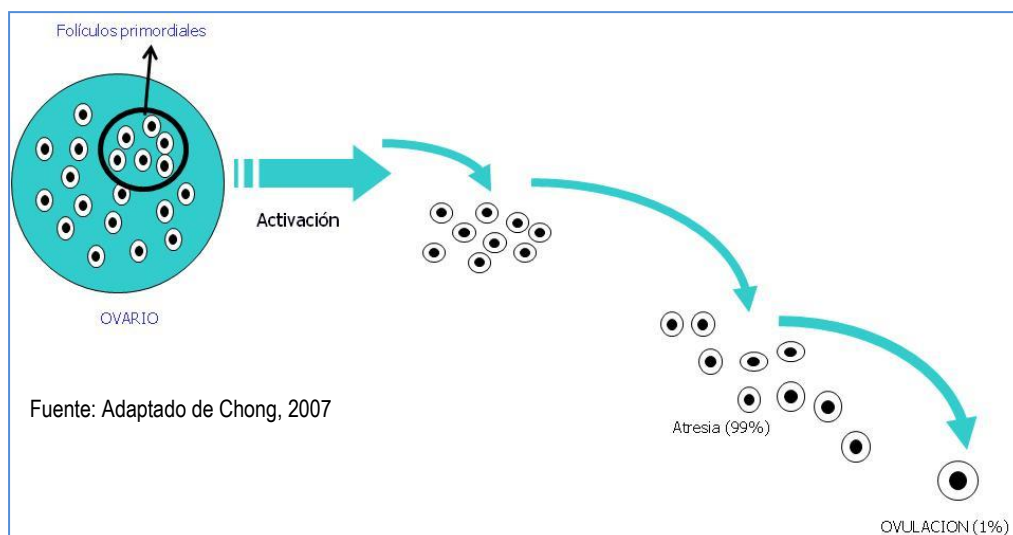 Folículos primordiales
Activación
OVARIO
Fuente: Adaptado de Chong, 2007
Atresia (99%)
OVULACION (1%)